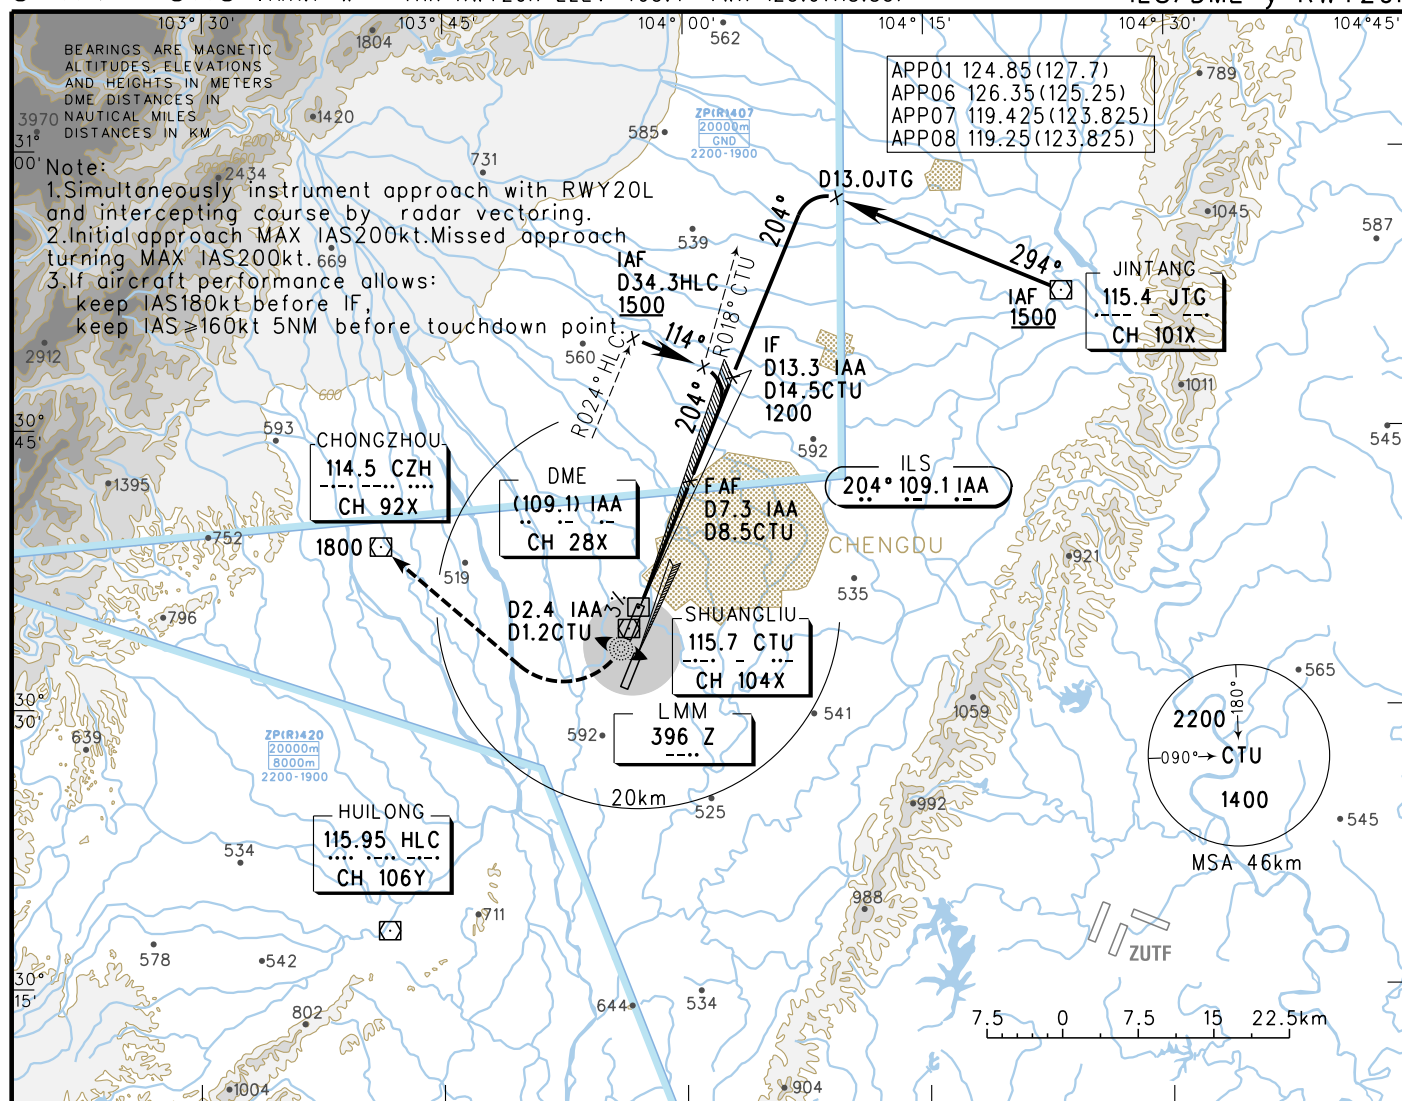 103°30'
103°45'
104°00'
104°15'
104°30'
104°45'
BEARINGS ARE MAGNETIC
ALTITUDES, ELEVATIONS
AND HEIGHTS IN METERS
DME DISTANCES IN
NAUTICAL MILES
DISTANCES IN KM
Note:
1.Simultaneously instrument approach with RWY20L
and intercepting course by radar vectoring.
2.Initial approach MAX IAS200kt.Missed approach
turning MAX IAS200kt.
3.If aircraft performance allows:
keep IAS180kt before IF,
keep IAS≥160kt 5NM before touchdown point.
APP01 124.85(127.7)
APP06 126.35(125.25)
APP07 119.425(123.825)
APP08 119.25(123.825)
ZP(R)407
20000m
GND
2200-1900
1804
562
789
3970
1420
585
731
2434
1200
800
1045
587
539
669
31°
00'
D13.0JTG
204°
294°
IAF
D34.3HLC
1500
114°
R018° CTU
R024° HLC
IAF
1500
JINTANG
115.4 JTG
CH 101X
2912
560
IF
D13.3 IAA
D14.5CTU
1200
204°
1011
600
30°
45'
593
592
545
CHONGZHOU
114.5 CZH
CH 92X
1395
DME
(109.1) IAA
CH 28X
ILS
204° 109.1 IAA
FAF
D7.3 IAA
D8.5CTU
CHENGDU
752
1800
519
921
535
796
3%
D2.4 IAA
D1.2CTU
SHUANGLIU
115.7 CTU
CH 104X
LMM
396 Z
592
541
1059
565
30°
30'
639
ZP(R)420
20000m
8000m
2200-1900
2200
180°
090°
CTU
1400
MSA 46km
20km
525
992
545
HUILONG
115.95 HLC
CH 106Y
534
711
988
578
542
ZUTF
30°
15'
644
534
802
7.5 0 7.5 15 22.5km
1004
904